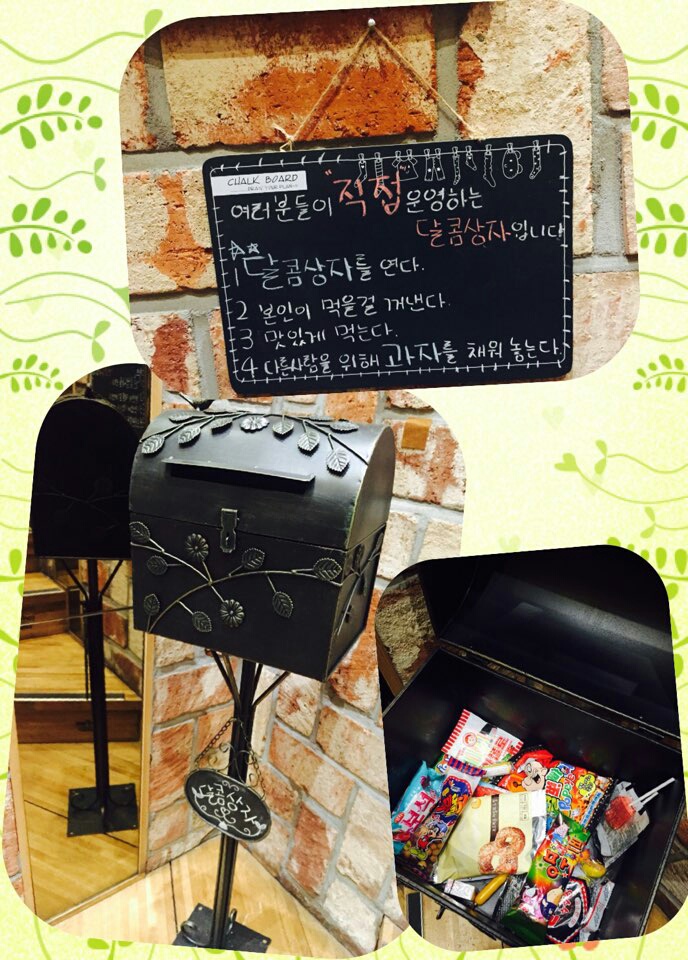 CHALK BOARD
여러분들이 "직접" 운영하는
달콤상자입니다
1 달콤상자를 연다.
2 본인이 먹을걸 꺼낸다.
3 맛있게 먹는다.
4 다른사람을 위해 과자를 채워 놓는다.
달콤상자